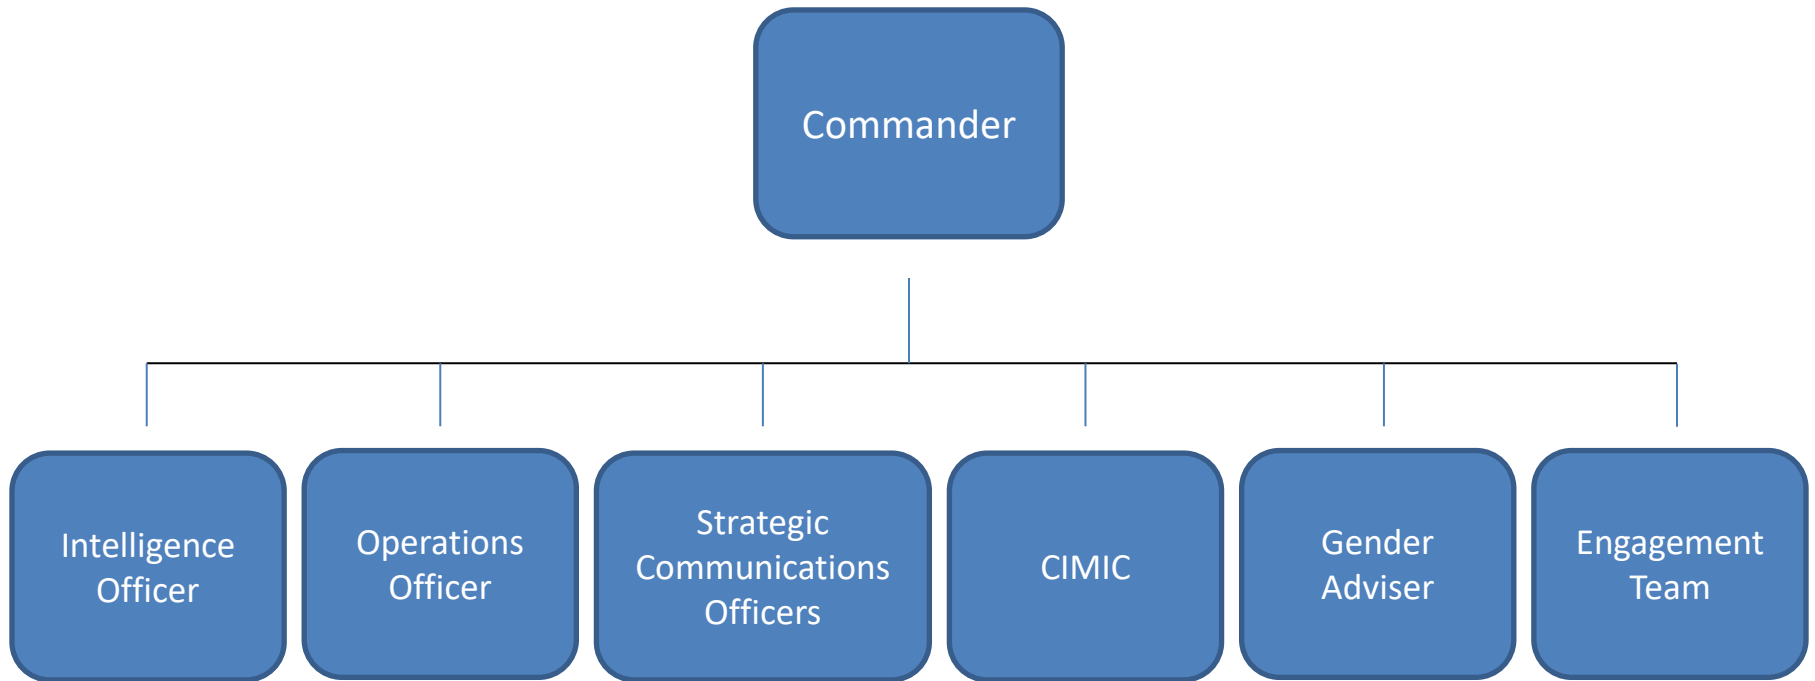 Commander
Intelligence
Officer
Operations
Officer
Strategic
Communications
Officers
CIMIC
Gender
Adviser
Engagement
Team